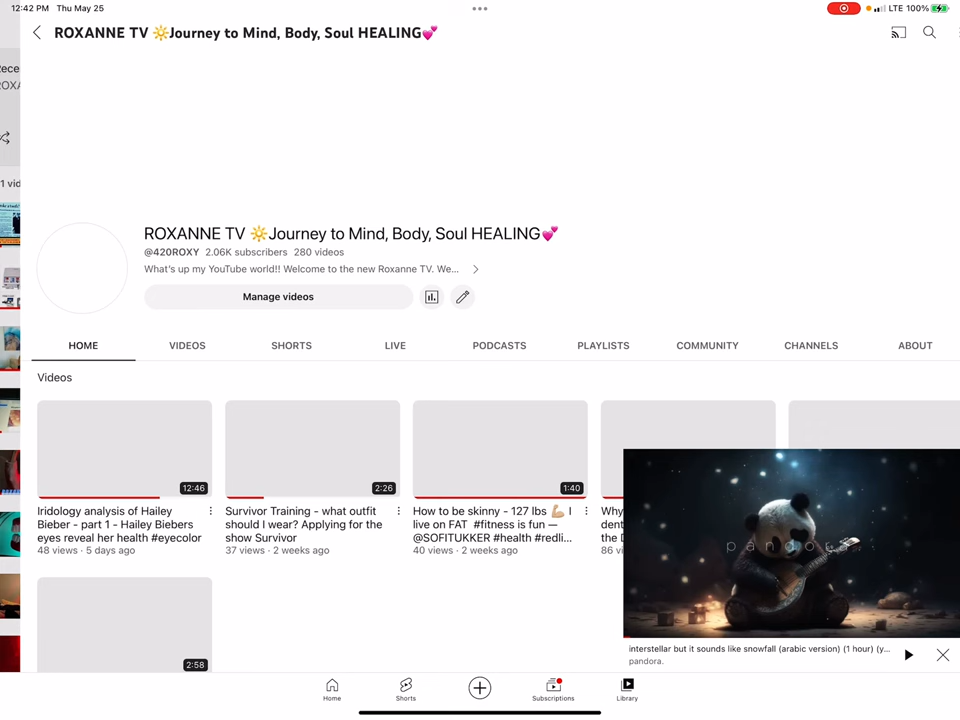 12:42 PM Thu May 25
LTE 100%
ROXANNE TV ☀️Journey to Mind, Body, Soul HEALING💕
ROXANNE TV ☀️Journey to Mind, Body, Soul HEALING💕
@420ROXY 2.06K subscribers 280 videos
What's up my YouTube world!! Welcome to the new Roxanne TV. We...
Manage videos
HOME VIDEOS SHORTS LIVE PODCASTS PLAYLISTS COMMUNITY CHANNELS ABOUT
Videos
12:46
Iridology analysis of Hailey
Bieber - part 1 - Hailey Biebers
eyes reveal her health #eyecolor
48 views · 5 days ago
2:26
Survivor Training - what outfit
should I wear? Applying for the
show Survivor
37 views · 2 weeks ago
1:40
How to be skinny - 127 lbs 💪🏼 I
live on FAT #fitness is fun —
@SOFITUKKER #health #redli...
40 views · 2 weeks ago
Why
dent
the D
86 vi
2:58
pandora.
interstellar but it sounds like snowfall (arabic version) (1 hour) (y...
pandora.
Home Shorts Subscriptions Library